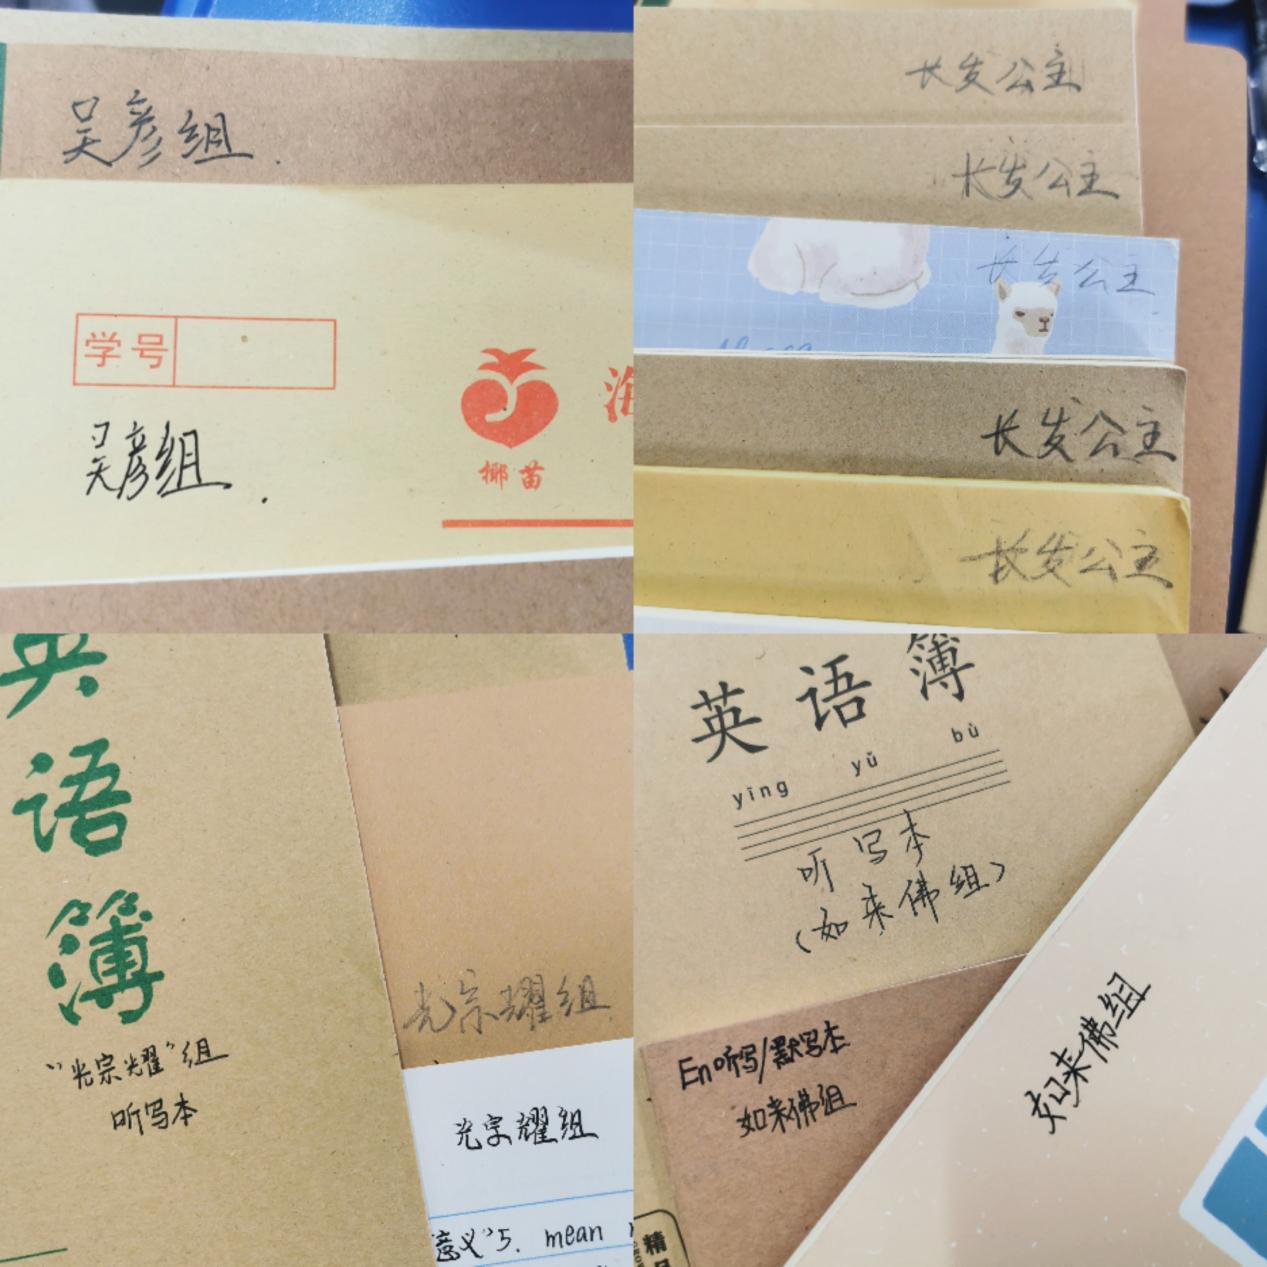 吴彦组.
学号
吴彦组.
椰苗
海
长发公主
长发公主
长发公主
长发公主
长发公主
英
语
簿
“光宗耀”组
听写本
光宗耀组
光宗耀组
意义”5. mean
英语簿
yīng yǔ bù
听写本
(如来佛组)
En听写/默写本
如来佛组
如来佛组
精